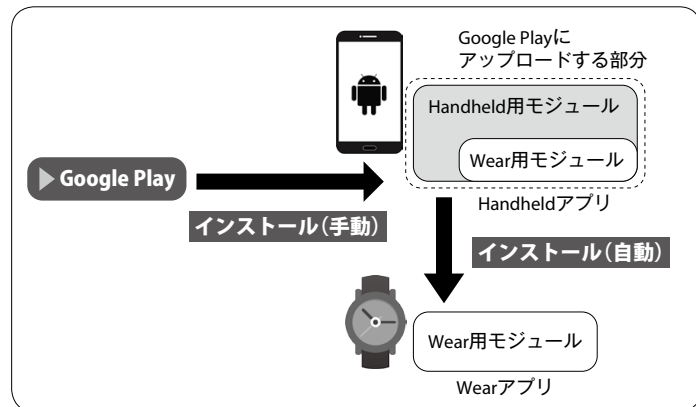 Google Playに
アップロードする部分
Handheld用モジュール
Wear用モジュール
Handheldアプリ
Google Play
インストール（手動）
インストール（自動）
Wear用モジュール
Wearアプリ